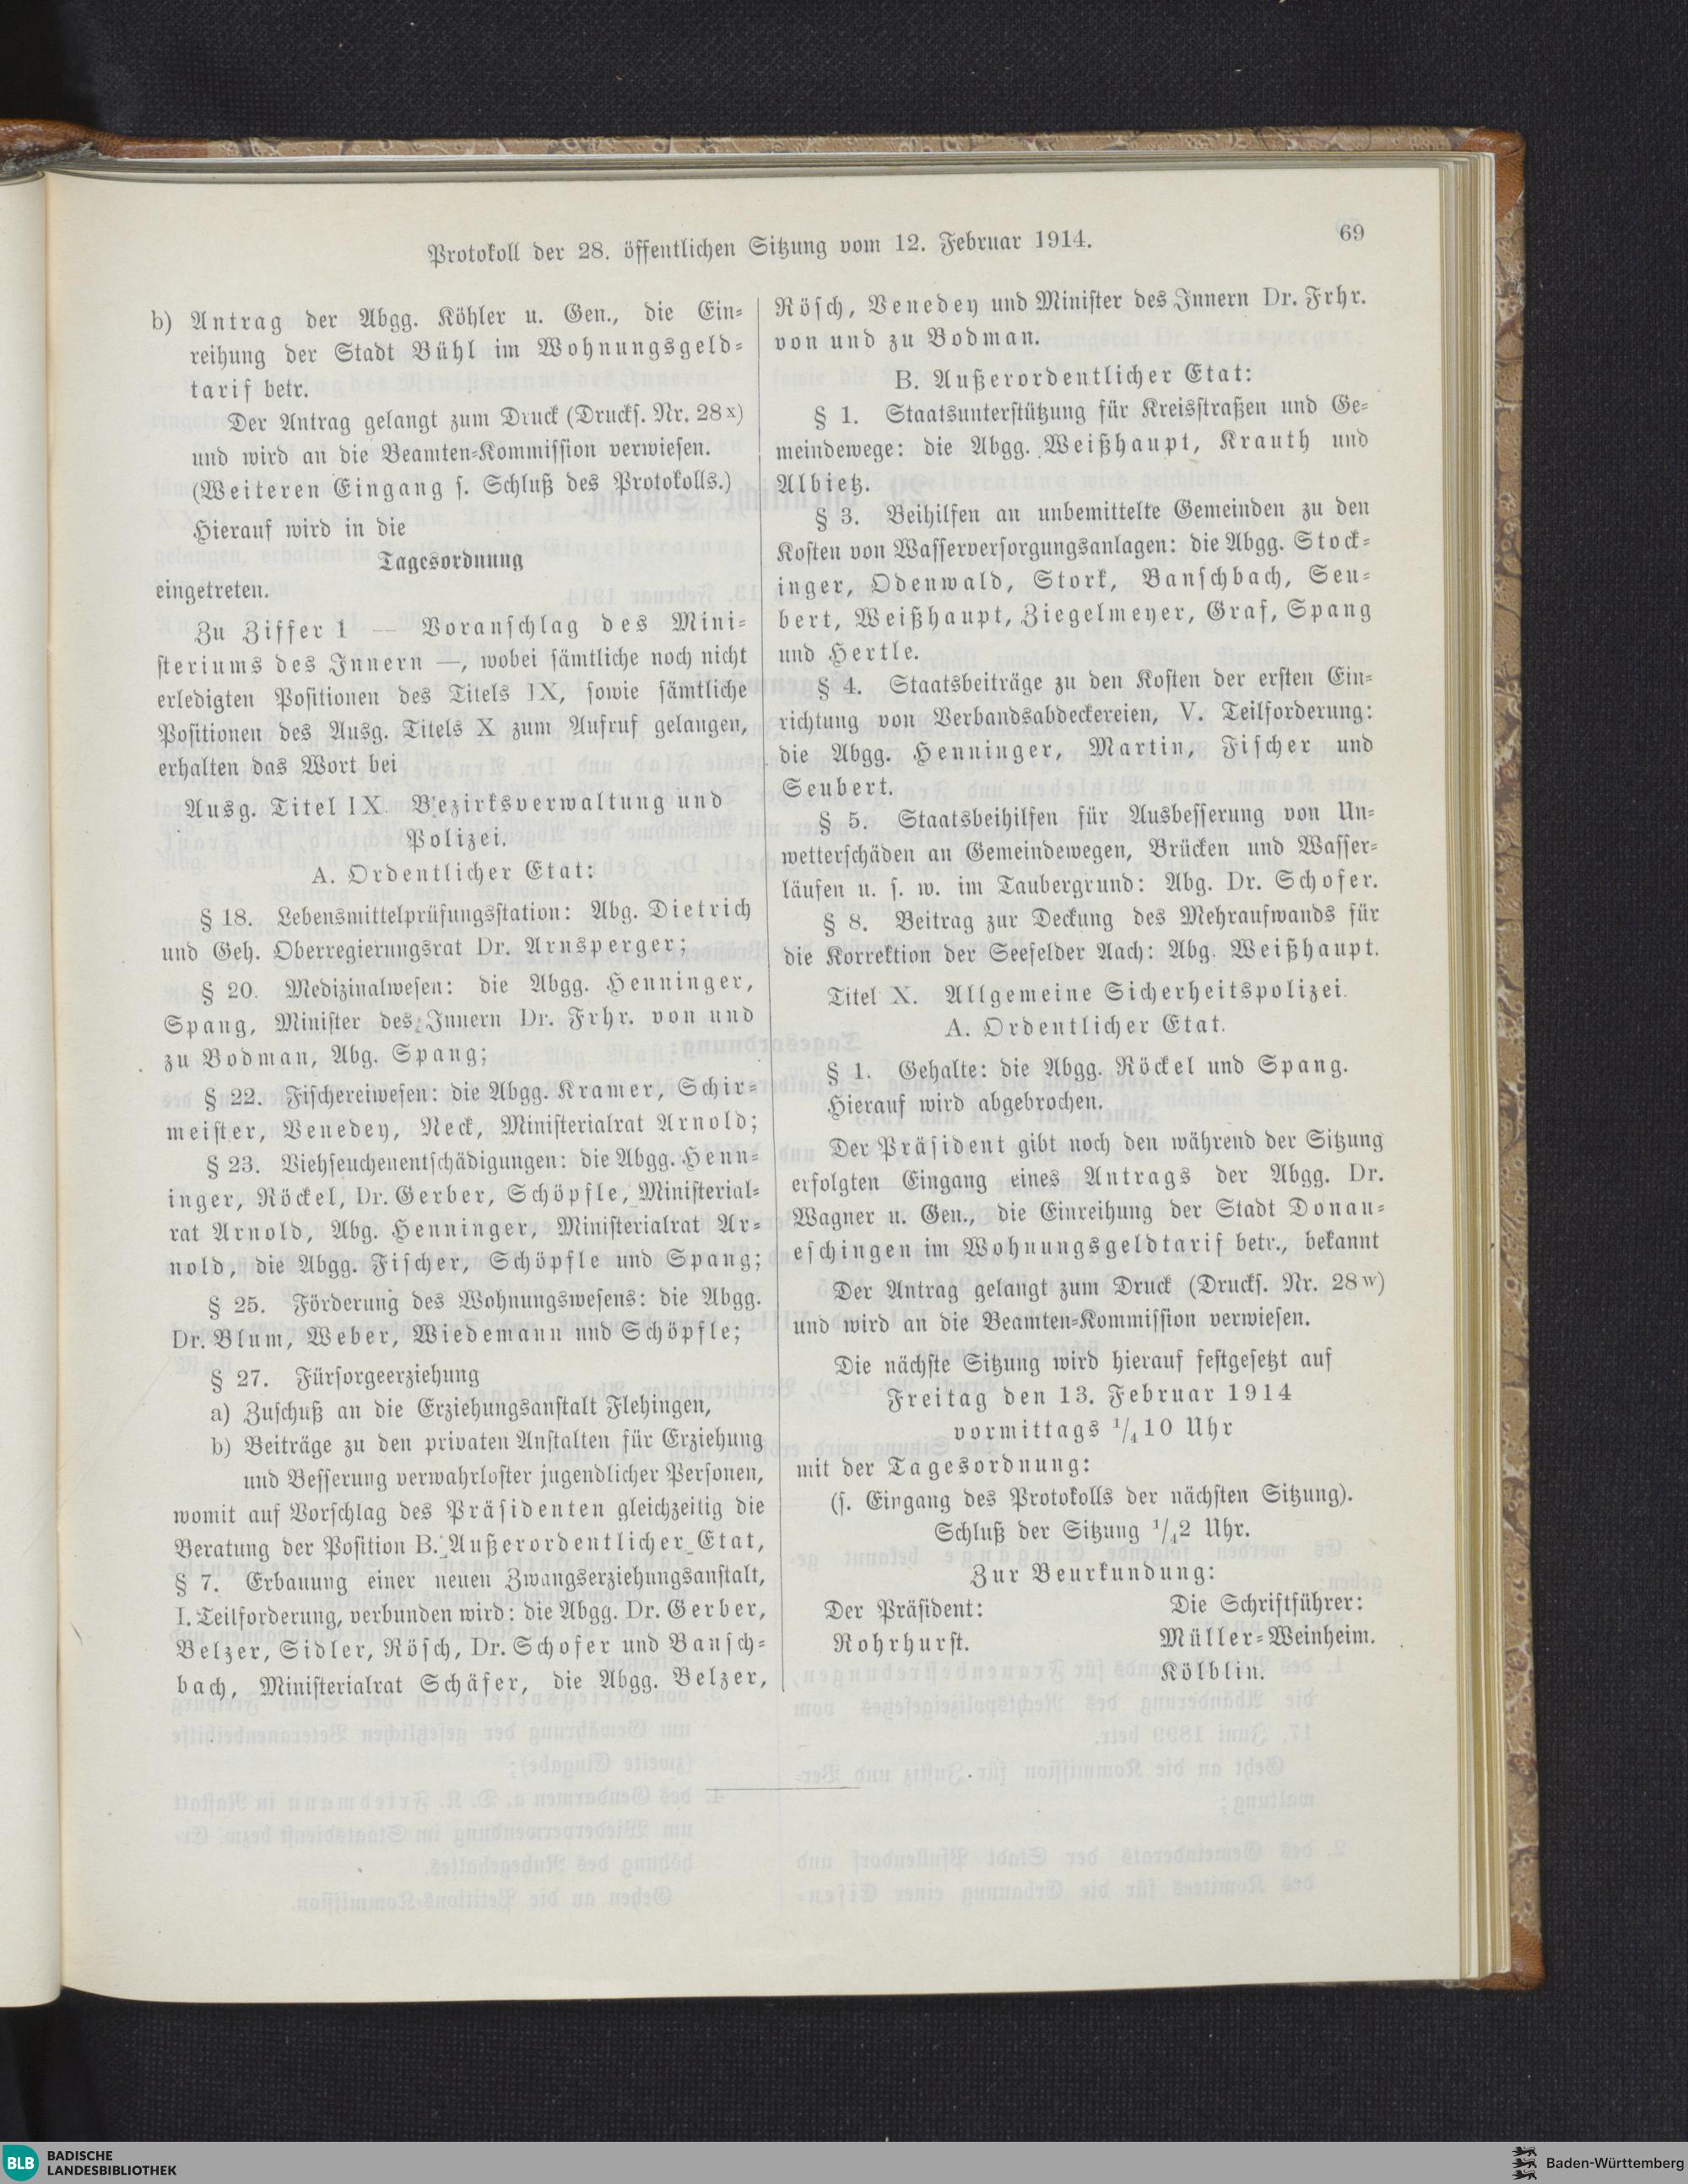 Protokoll der 28. öffentlichen Sitzung vom 12. Februar 1914.
69
b) Antrag der Abgg. Köhler u. Gen., die Ein-
reihung der Stadt Bühl im Wohnungsgeld-
tarif betr.
Der Antrag gelangt zum Druck (Drucks. Nr. 28 x)
und wird an die Beamten-Kommission verwiesen.
(Weiteren Eingang s. Schluß des Protokolls.)
Hierauf wird in die
Tagesordnung
eingetreten.
Zu Ziffer 1 — Voranschlag des Mini-
steriums des Innern —, wobei sämtliche noch nicht
erledigten Positionen des Titels IX, sowie sämtliche
Positionen des Ausg. Titels X zum Aufruf gelangen,
erhalten das Wort bei
Ausg. Titel IX. Bezirksverwaltung und
Polizei.
A. Ordentlicher Etat:
§ 18. Lebensmittelprüfungsstation: Abg. Dietrich
und Geh. Oberregierungsrat Dr. Arnsperger;
§ 20. Medizinalwesen: die Abgg. Henninger,
Spang, Minister des Innern Dr. Frhr. von und
zu Bodman, Abg. Spang;
§ 22. Fischereiwesen: die Abgg. Kramer, Schir-
meister, Venedey, Neck, Ministerialrat Arnold;
§ 23. Viehseuchenentschädigungen: die Abgg. Henn-
inger, Röckel, Dr. Gerber, Schöpfle, Ministerial-
rat Arnold, Abg. Henninger, Ministerialrat Ar-
nold, die Abgg. Fischer, Schöpfle und Spang;
§ 25. Förderung des Wohnungswesens: die Abgg.
Dr. Blum, Weber, Wiedemann und Schöpfle;
§ 27. Fürsorgeerziehung
a) Zuschuß an die Erziehungsanstalt Flehingen,
b) Beiträge zu den privaten Anstalten für Erziehung
und Besserung verwahrloster jugendlicher Personen,
womit auf Vorschlag des Präsidenten gleichzeitig die
Beratung der Position B. Außerordentlicher Etat,
§ 7. Erbauung einer neuen Zwangserziehungsanstalt,
I. Teilforderung, verbunden wird: die Abgg. Dr. Gerber,
Belzer, Sidler, Rösch, Dr. Schofer und Bansch-
bach, Ministerialrat Schäfer, die Abgg. Belzer,
Rösch, Venedey und Minister des Innern Dr. Frhr.
von und zu Bodman.
B. Außerordentlicher Etat:
§ 1. Staatsunterstützung für Kreisstraßen und Ge-
meindewege: die Abgg. Weißhaupt, Krauth und
Albietz.
§ 3. Beihilfen an unbemittelte Gemeinden zu den
Kosten von Wasserversorgungsanlagen: die Abgg. Stock-
inger, Odenwald, Stork, Banschbach, Seu-
bert, Weißhaupt, Ziegelmeyer, Graf, Spang
und Hertle.
§ 4. Staatsbeiträge zu den Kosten der ersten Ein-
richtung von Verbandsabdeckereien, V. Teilforderung:
die Abgg. Henninger, Martin, Fischer und
Seubert.
§ 5. Staatsbeihilfen für Ausbesserung von Un-
wetterschäden an Gemeindewegen, Brücken und Wasser-
läufen u. s. w. im Taubergrund: Abg. Dr. Schofer.
§ 8. Beitrag zur Deckung des Mehraufwands für
die Korrektion der Seefelder Aach: Abg. Weißhaupt.
Titel X. Allgemeine Sicherheitspolizei.
A. Ordentlicher Etat.
§ 1. Gehalte: die Abgg. Röckel und Spang.
Hierauf wird abgebrochen.
Der Präsident gibt noch den während der Sitzung
erfolgten Eingang eines Antrags der Abgg. Dr.
Wagner u. Gen., die Einreihung der Stadt Donau-
eschingen im Wohnungsgeldtarif betr., bekannt
Der Antrag gelangt zum Druck (Drucks. Nr. 28 w)
und wird an die Beamten-Kommission verwiesen.
Die nächste Sitzung wird hierauf festgesetzt auf
Freitag den 13. Februar 1914
vormittags 1/4 10 Uhr
mit der Tagesordnung:
(s. Eingang des Protokolls der nächsten Sitzung).
Schluß der Sitzung 1/4 2 Uhr.
Zur Beurkundung:
Der Präsident: Die Schriftführer:
Rohrhurst. Müller-Weinheim.
Kölblin.
BLB BADISCHE LANDESBIBLIOTHEK
Baden-Württemberg